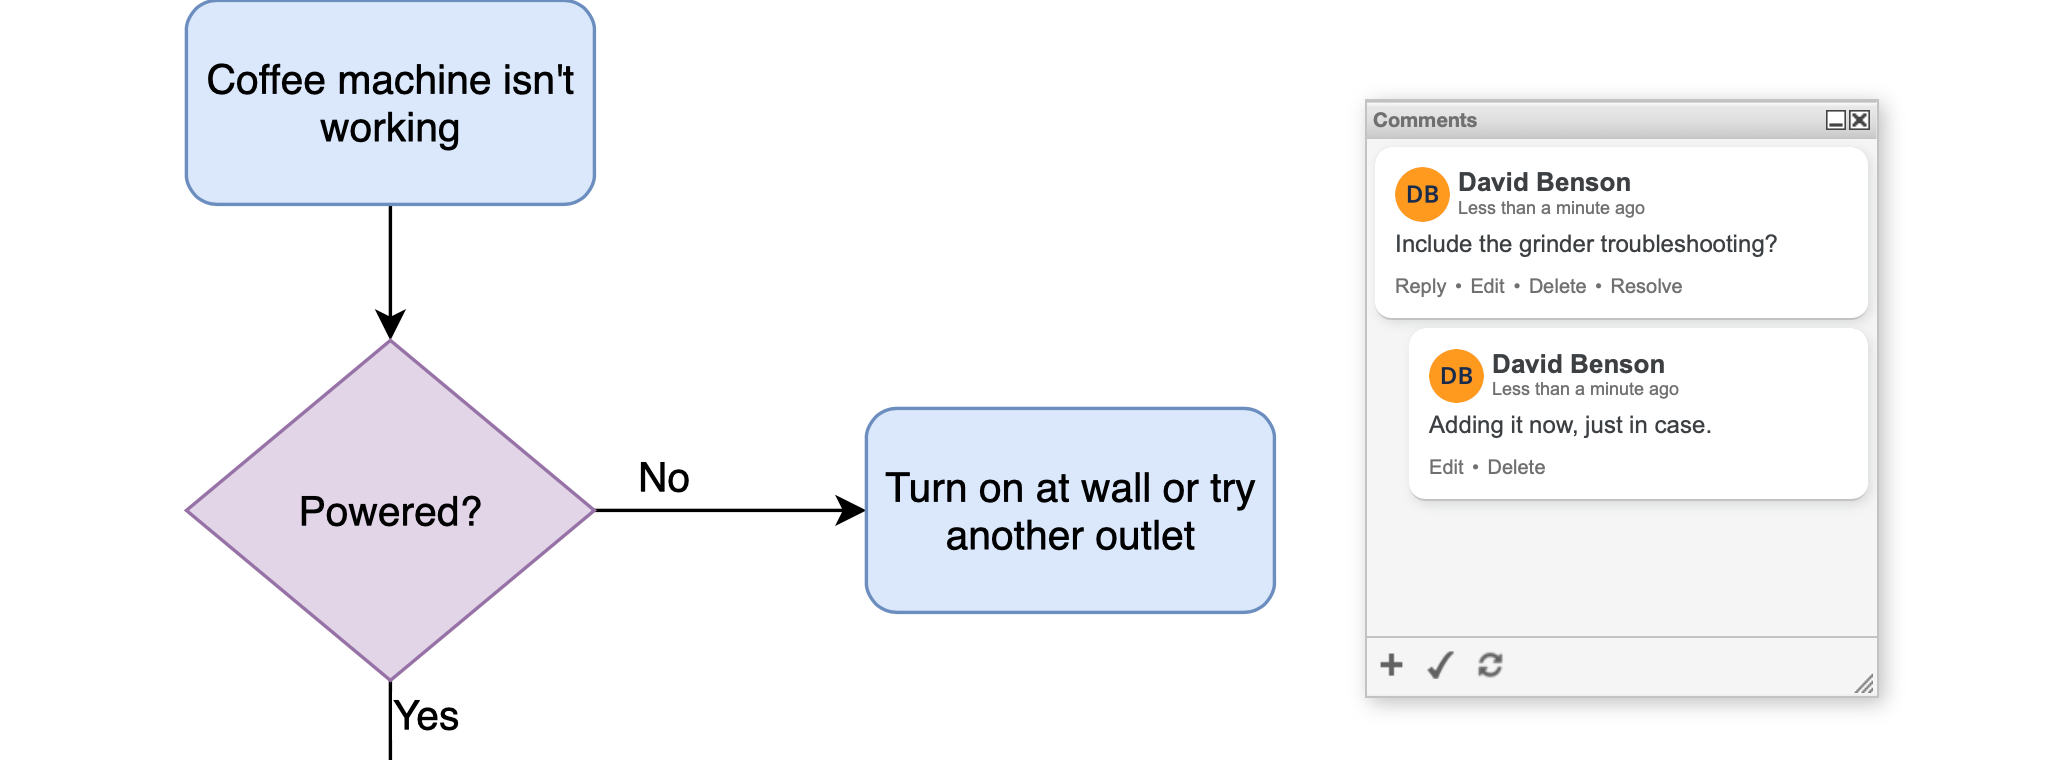 Coffee machine isn't
working
Powered?
No
Turn on at wall or try
another outlet
Yes
Comments
DB
David Benson
Less than a minute ago
Include the grinder troubleshooting?
Reply • Edit • Delete • Resolve
DB
David Benson
Less than a minute ago
Adding it now, just in case.
Edit • Delete